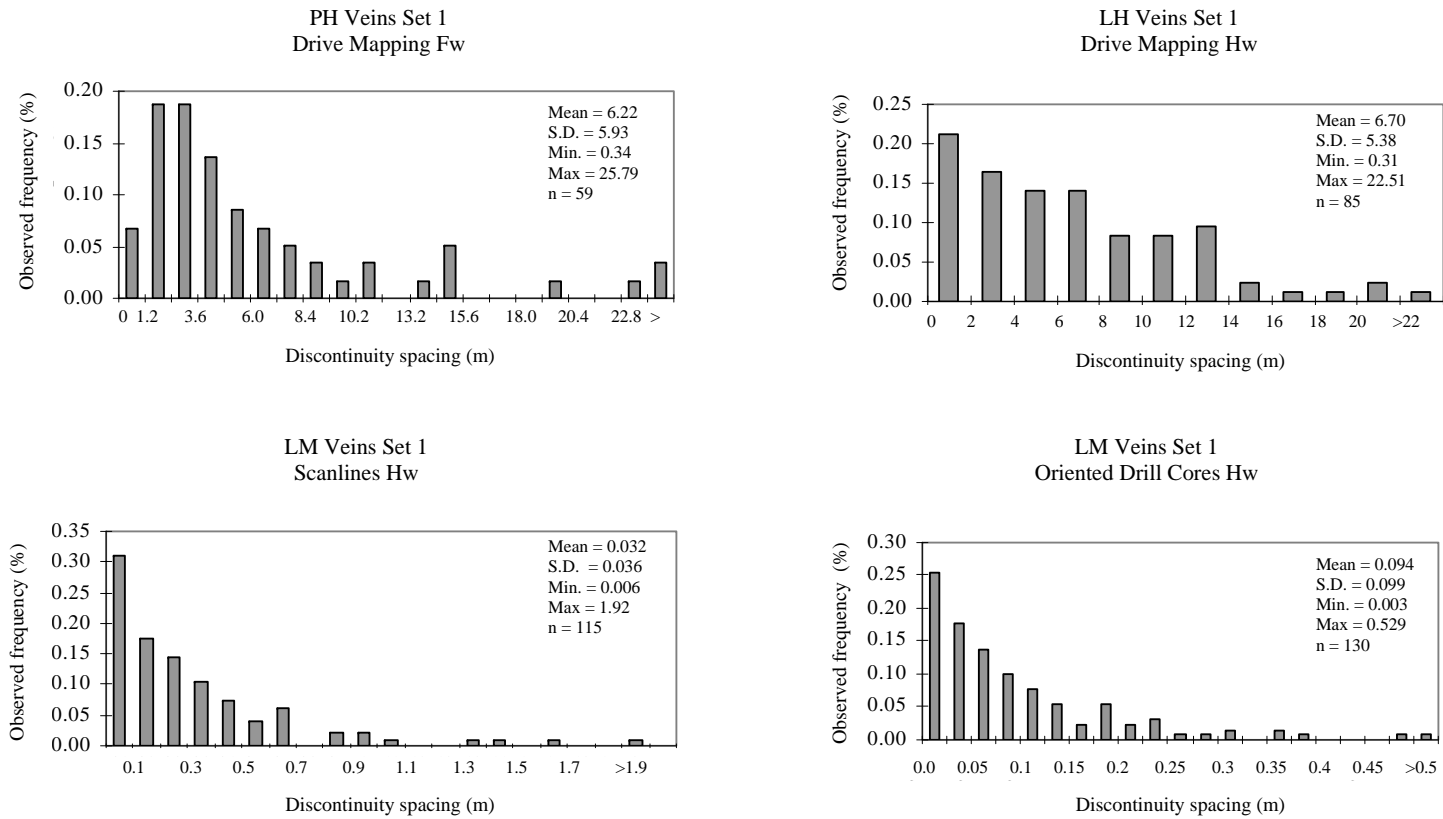 PH Veins Set 1
Drive Mapping Fw
Observed frequency (%)
0.20
0.15
0.10
0.05
0.00
Mean = 6.22
S.D. = 5.93
Min. = 0.34
Max = 25.79
n = 59
0 1.2 3.6 6.0 8.4 10.2 13.2 15.6 18.0 20.4 22.8 >
Discontinuity spacing (m)
LH Veins Set 1
Drive Mapping Hw
Observed frequency (%)
0.25
0.20
0.15
0.10
0.05
0.00
Mean = 6.70
S.D. = 5.38
Min. = 0.31
Max = 22.51
n = 85
0 2 4 6 8 10 12 14 16 18 20 >22
Discontinuity spacing (m)
LM Veins Set 1
Scanlines Hw
Observed frequency (%)
0.35
0.30
0.25
0.20
0.15
0.10
0.05
0.00
Mean = 0.032
S.D. = 0.036
Min. = 0.006
Max = 1.92
n = 115
0.1 0.3 0.5 0.7 0.9 1.1 1.3 1.5 1.7 >1.9
Discontinuity spacing (m)
LM Veins Set 1
Oriented Drill Cores Hw
Observed frequency (%)
0.30
0.25
0.20
0.15
0.10
0.05
0.00
Mean = 0.094
S.D. = 0.099
Min. = 0.003
Max = 0.529
n = 130
0.0 0.05 0.1 0.15 0.2 0.25 0.3 0.35 0.4 0.45 >0.5
Discontinuity spacing (m)